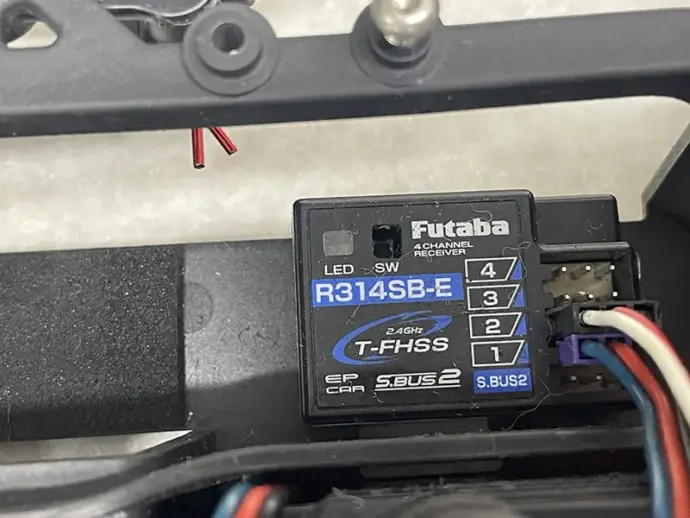 Futaba
4 CHANNEL
RECEIVER
LED SW
R314SB-E
4
3
2
1
2.4GHz
T-FHSS
EP
CAR
S.BUS2
S.BUS2